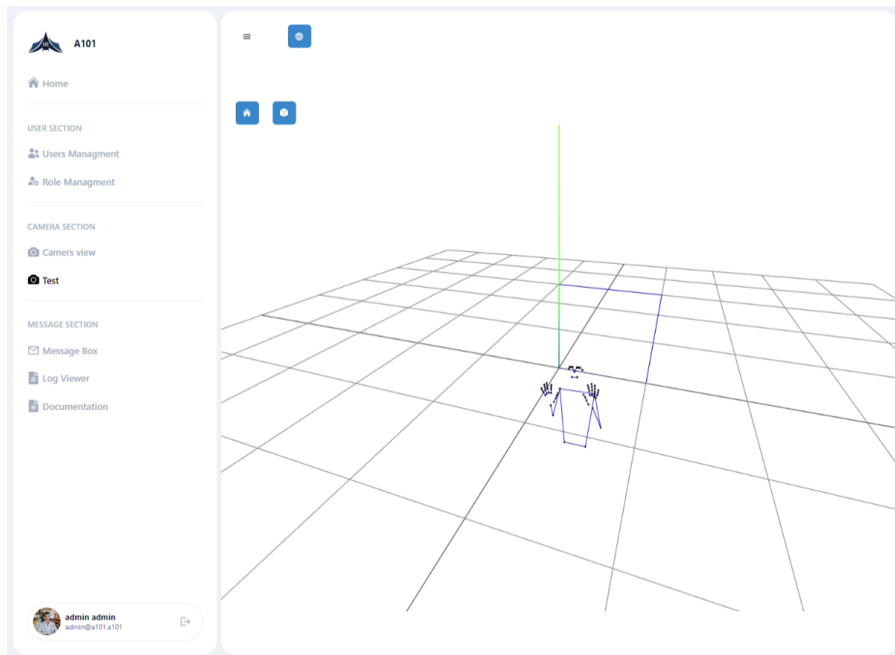 A101
Home
USER SECTION
Users Managment
Role Managment
CAMERA SECTION
Camers view
Test
MESSAGE SECTION
Message Box
Log Viewer
Documentation
admin admin
admin@a101.a101